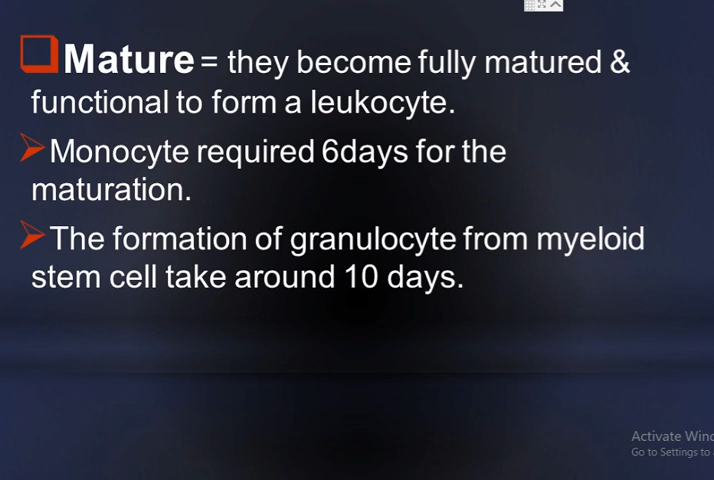 Mature = they become fully matured &
functional to form a leukocyte.
Monocyte required 6days for the
maturation.
The formation of granulocyte from myeloid
stem cell take around 10 days.
Activate Wind
Go to Settings to